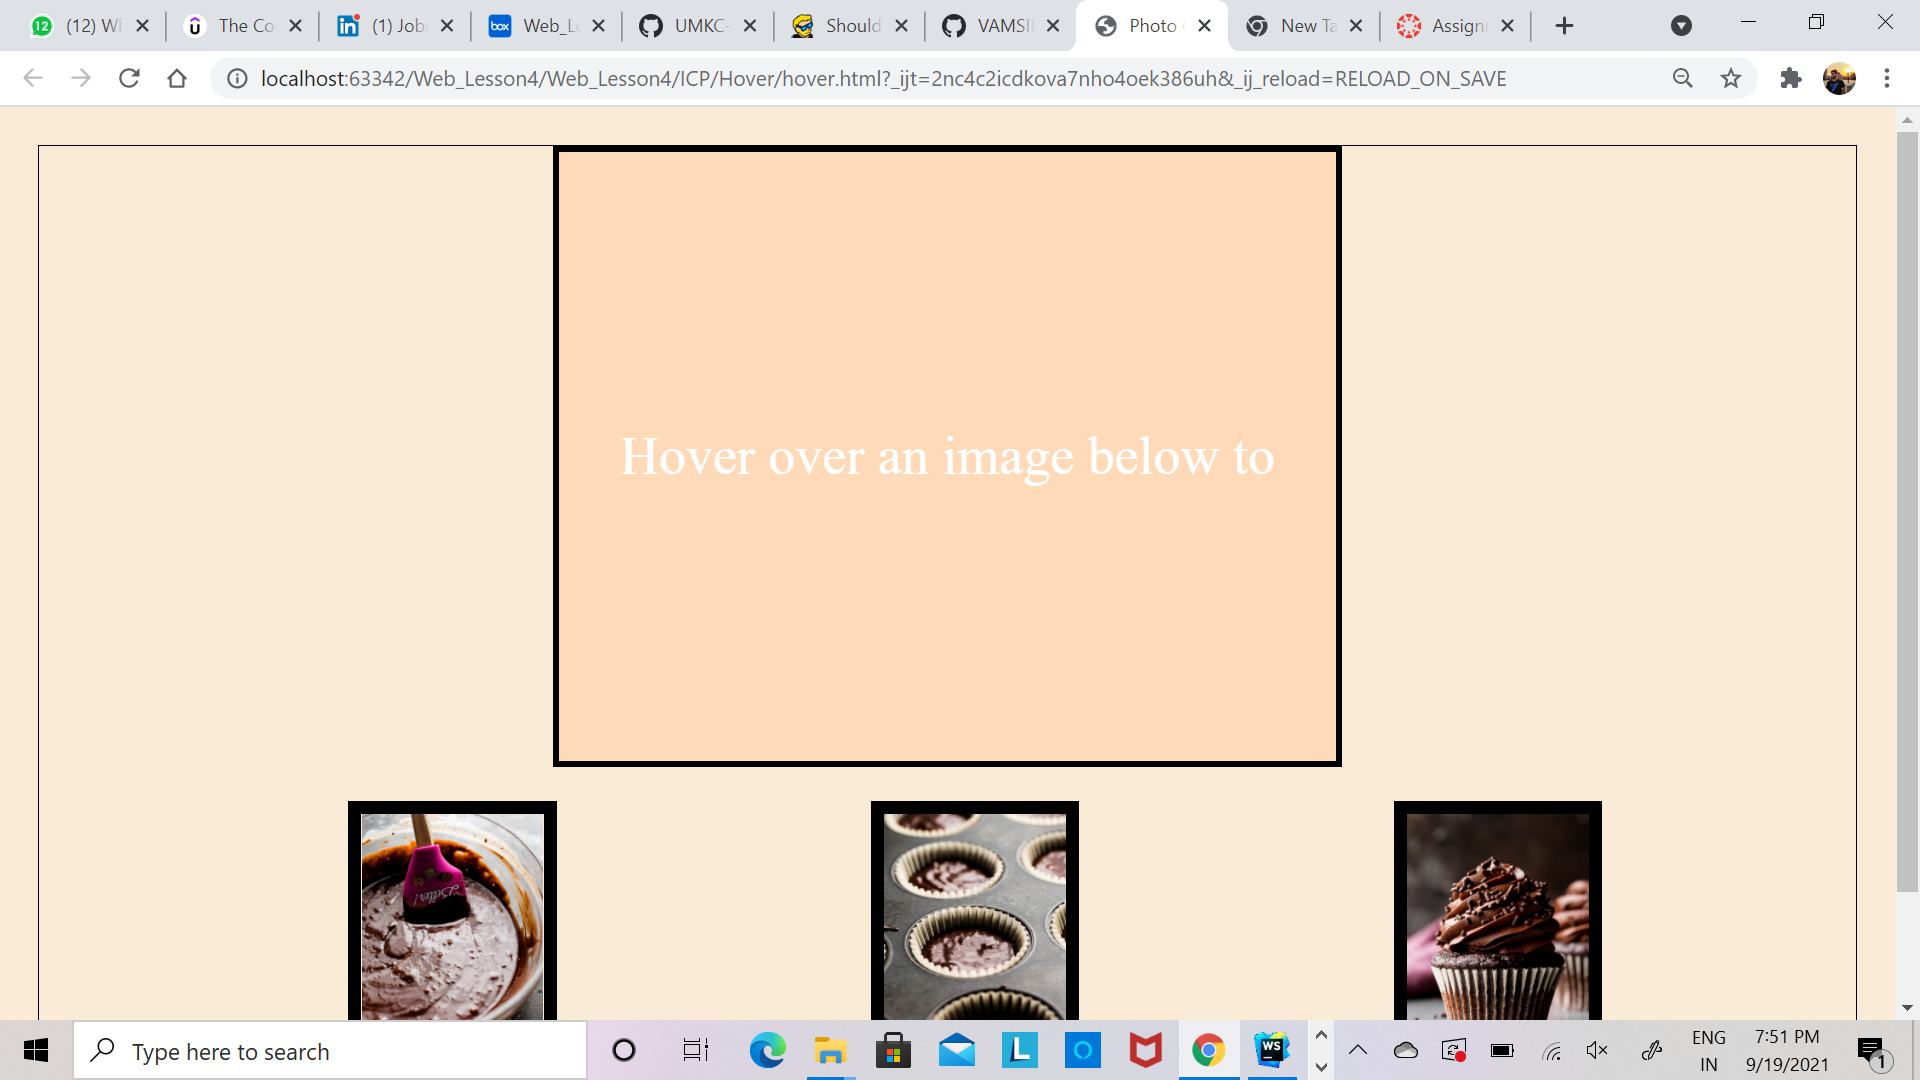 (12) W
The Co
(1) Job
Web_Le
UMKC-
Should
VAMSI
Photo
New Ta
Assign
localhost:63342/Web_Lesson4/Web_Lesson4/ICP/Hover/hover.html?_ijt=2nc4c2icdkova7nho4oek386uh&_ij_reload=RELOAD_ON_SAVE
Hover over an image below to
Type here to search
ENG
IN
7:51 PM
9/19/2021
1